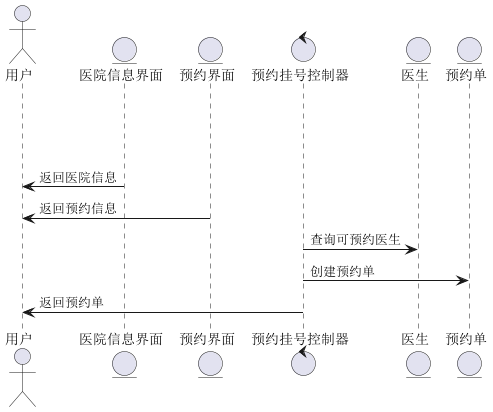 用户 医院信息界面 预约界面 预约挂号控制器 医生 预约单
返回医院信息
返回预约信息
查询可预约医生
创建预约单
返回预约单
用户 医院信息界面 预约界面 预约挂号控制器 医生 预约单